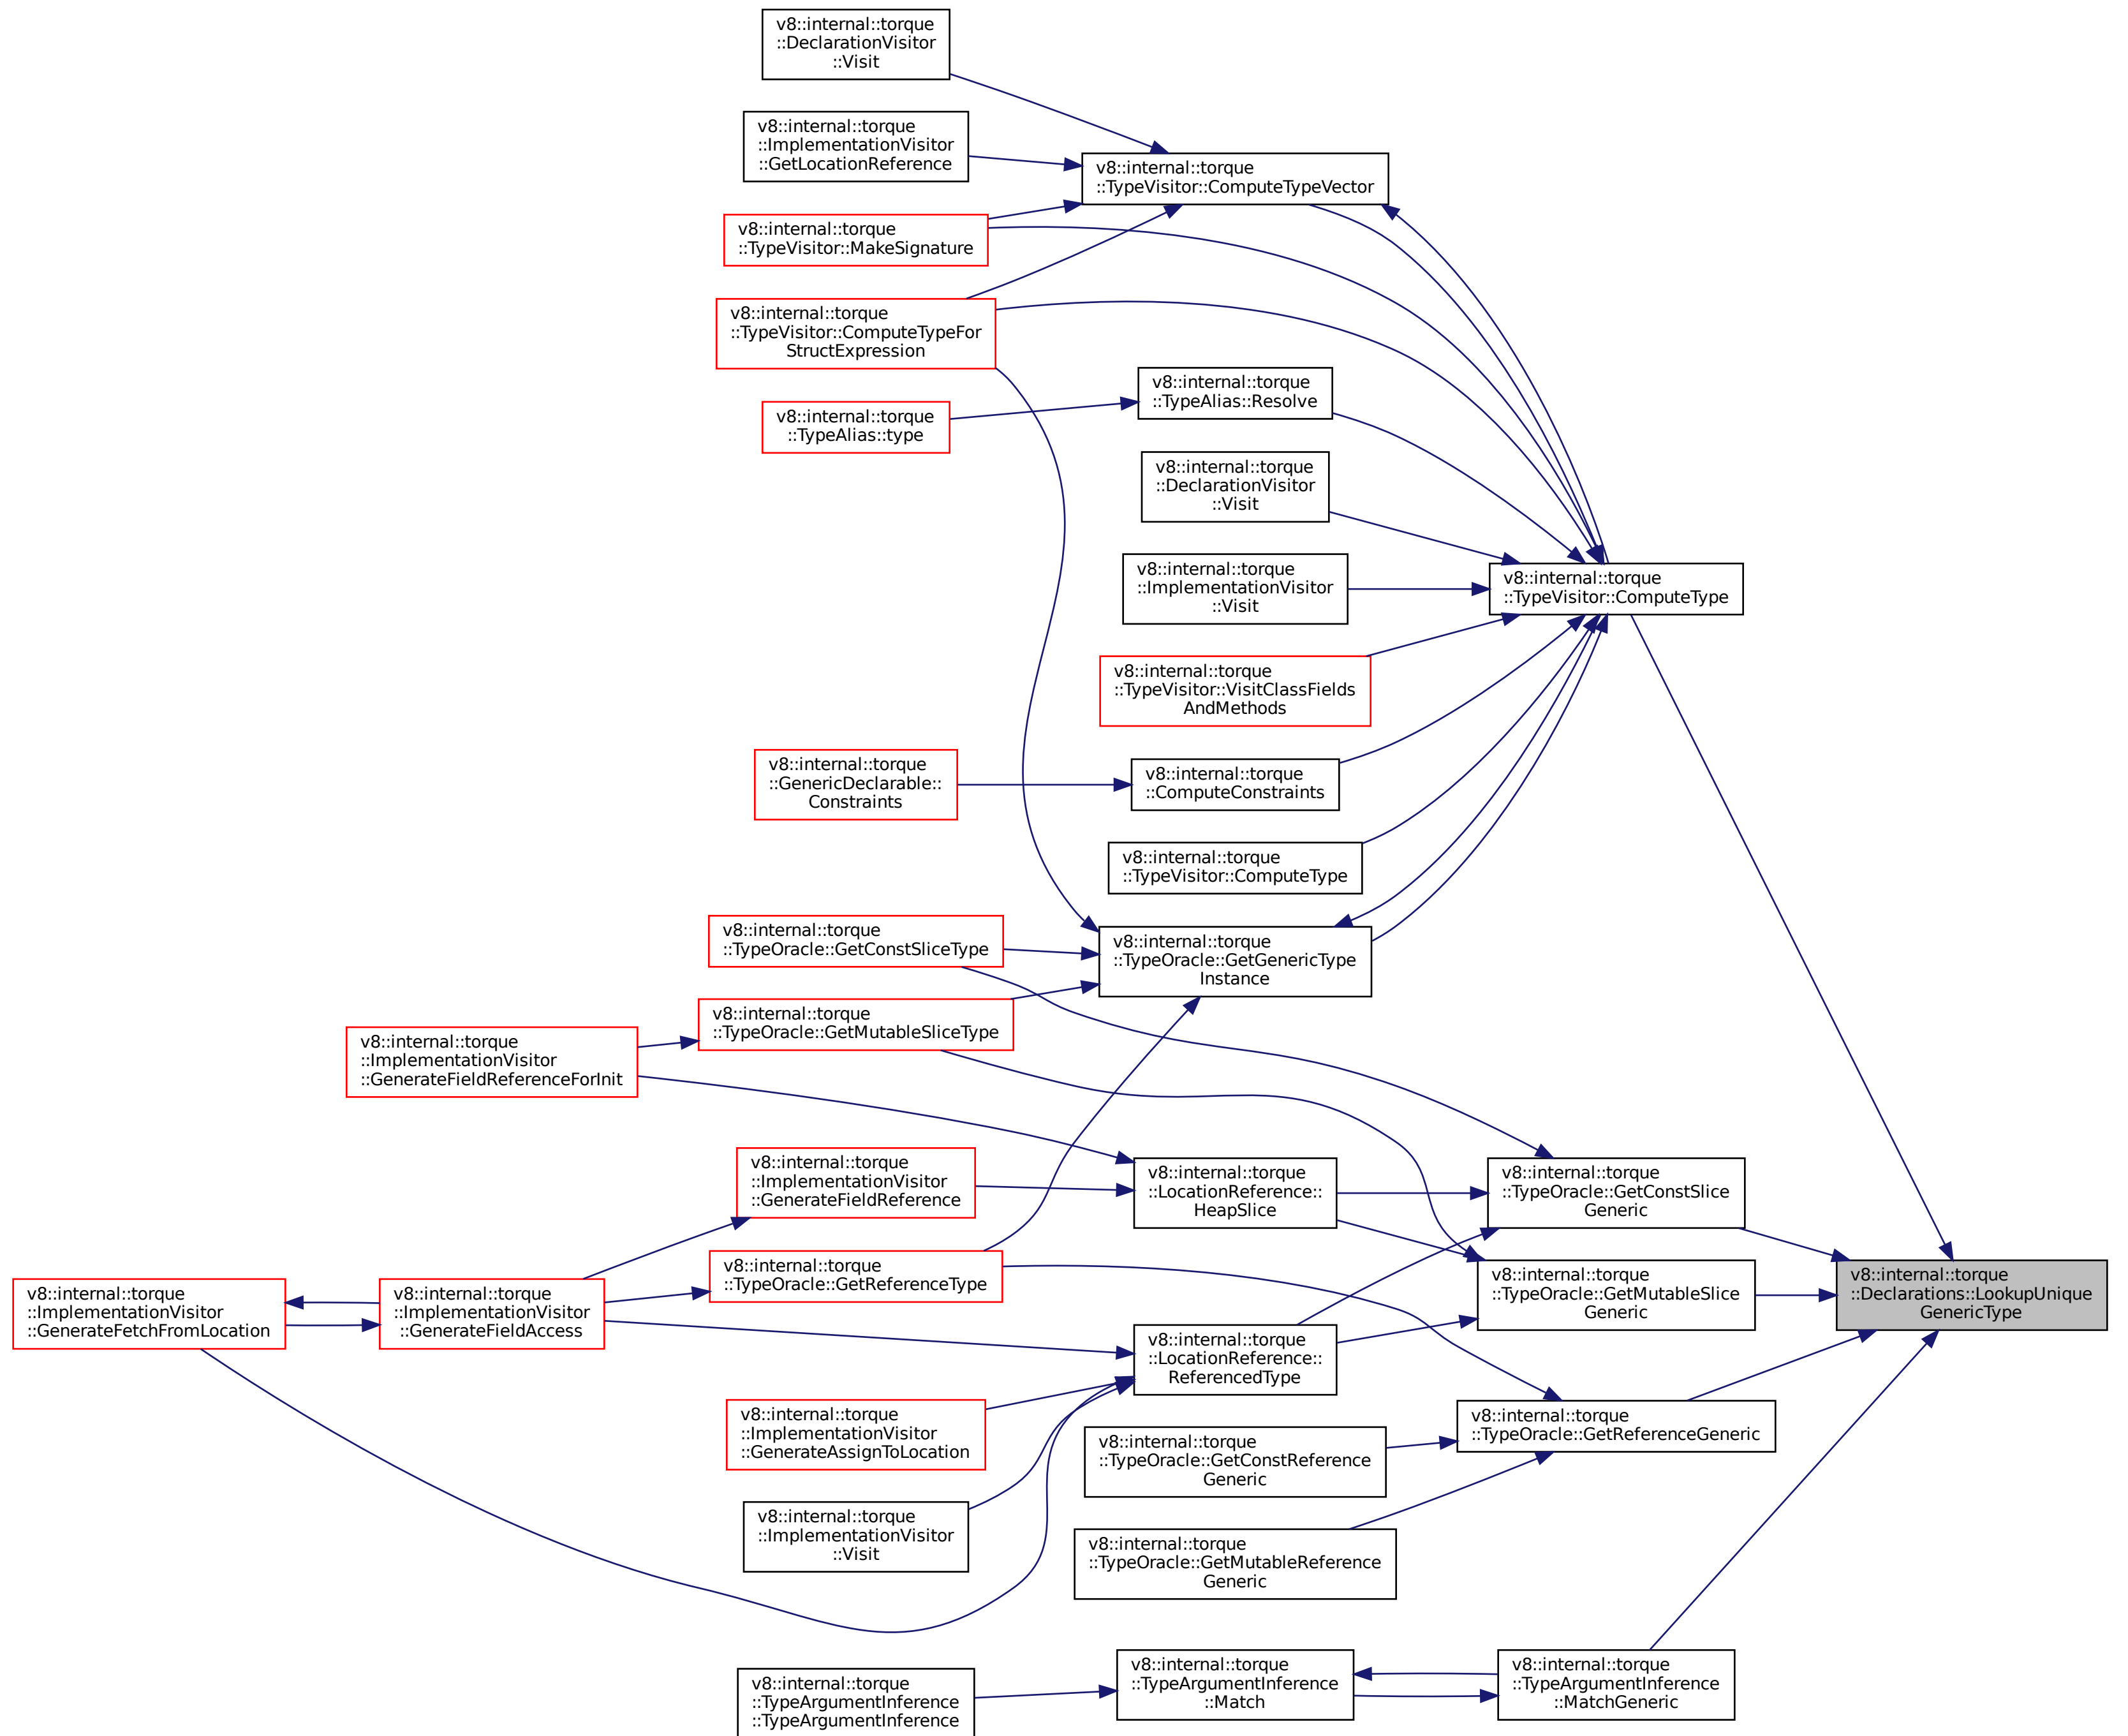 v8::internal::torque
::DeclarationVisitor
::Visit
v8::internal::torque
::ImplementationVisitor
::GetLocationReference
v8::internal::torque
::TypeVisitor::ComputeTypeVector
v8::internal::torque
::TypeVisitor::MakeSignature
v8::internal::torque
::TypeVisitor::ComputeTypeFor
StructExpression
v8::internal::torque
::TypeAlias::Resolve
v8::internal::torque
::TypeAlias::type
v8::internal::torque
::DeclarationVisitor
::Visit
v8::internal::torque
::ImplementationVisitor
::Visit
v8::internal::torque
::TypeVisitor::ComputeType
v8::internal::torque
::TypeVisitor::VisitClassFields
AndMethods
v8::internal::torque
::GenericDeclarable::
Constraints
v8::internal::torque
::ComputeConstraints
v8::internal::torque
::TypeVisitor::ComputeType
v8::internal::torque
::TypeOracle::GetConstSliceType
v8::internal::torque
::TypeOracle::GetGenericType
Instance
v8::internal::torque
::TypeOracle::GetMutableSliceType
v8::internal::torque
::ImplementationVisitor
::GenerateFieldReferenceForInit
v8::internal::torque
::ImplementationVisitor
::GenerateFieldReference
v8::internal::torque
::LocationReference::
HeapSlice
v8::internal::torque
::TypeOracle::GetConstSlice
Generic
v8::internal::torque
::TypeOracle::GetReferenceType
v8::internal::torque
::TypeOracle::GetMutableSlice
Generic
v8::internal::torque
::Declarations::LookupUnique
GenericType
v8::internal::torque
::ImplementationVisitor
::GenerateFetchFromLocation
v8::internal::torque
::ImplementationVisitor
::GenerateFieldAccess
v8::internal::torque
::LocationReference::
ReferencedType
v8::internal::torque
::ImplementationVisitor
::GenerateAssignToLocation
v8::internal::torque
::TypeOracle::GetReferenceGeneric
v8::internal::torque
::TypeOracle::GetConstReference
Generic
v8::internal::torque
::ImplementationVisitor
::Visit
v8::internal::torque
::TypeOracle::GetMutableReference
Generic
v8::internal::torque
::TypeArgumentInference
::TypeArgumentInference
v8::internal::torque
::TypeArgumentInference
::Match
v8::internal::torque
::TypeArgumentInference
::MatchGeneric